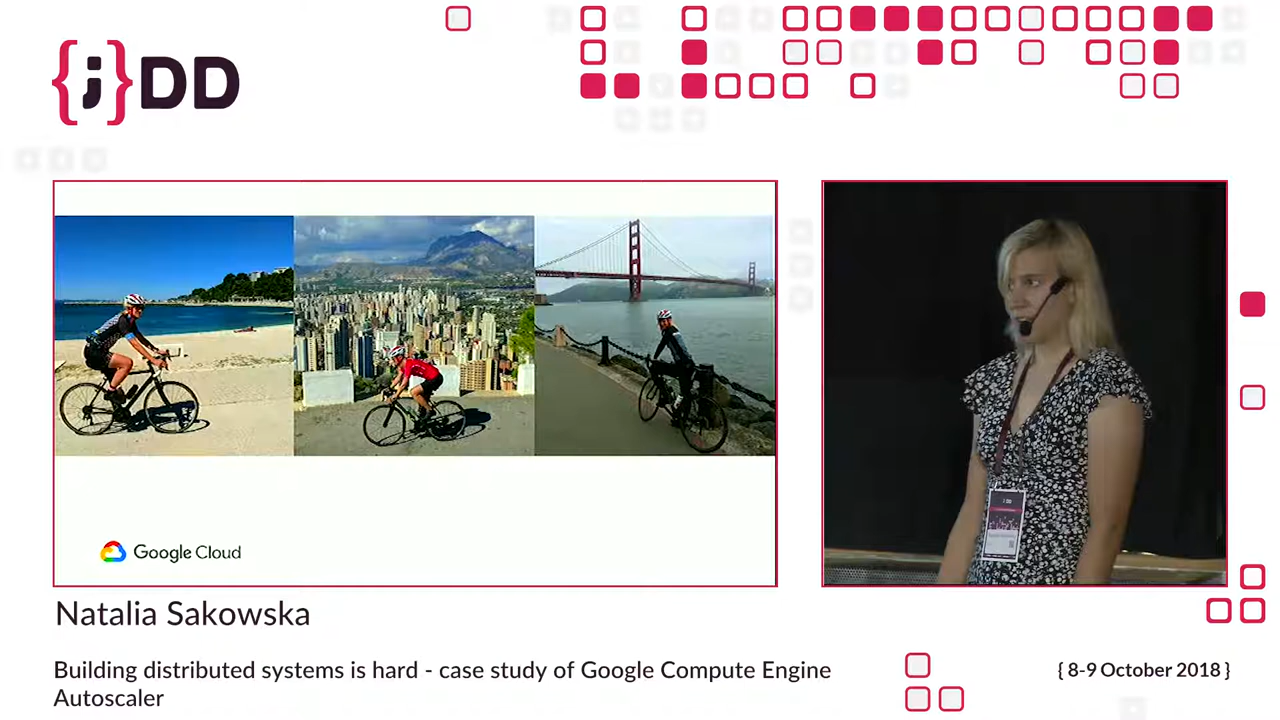 {j}DD
Google Cloud
Natalia Sakowska
Building distributed systems is hard - case study of Google Compute Engine
Autoscaler
{ 8-9 October 2018 }